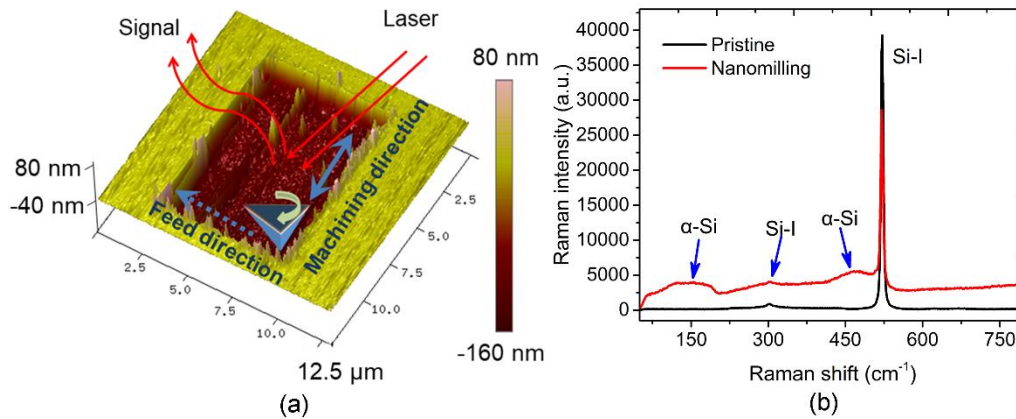 Signal
Laser
80 nm
80 nm
-40 nm
Machining direction
Feed direction
2.5
5.0
7.5
10.0
2.5
5.0
7.5
10.0
12.5 µm
-160 nm
(a)
Raman intensity (a.u.)
40000
35000
30000
25000
20000
15000
10000
5000
0
Pristine
Nanomilling
Si-I
α-Si
Si-I
α-Si
150
300
450
600
750
Raman shift (cm⁻¹)
(b)